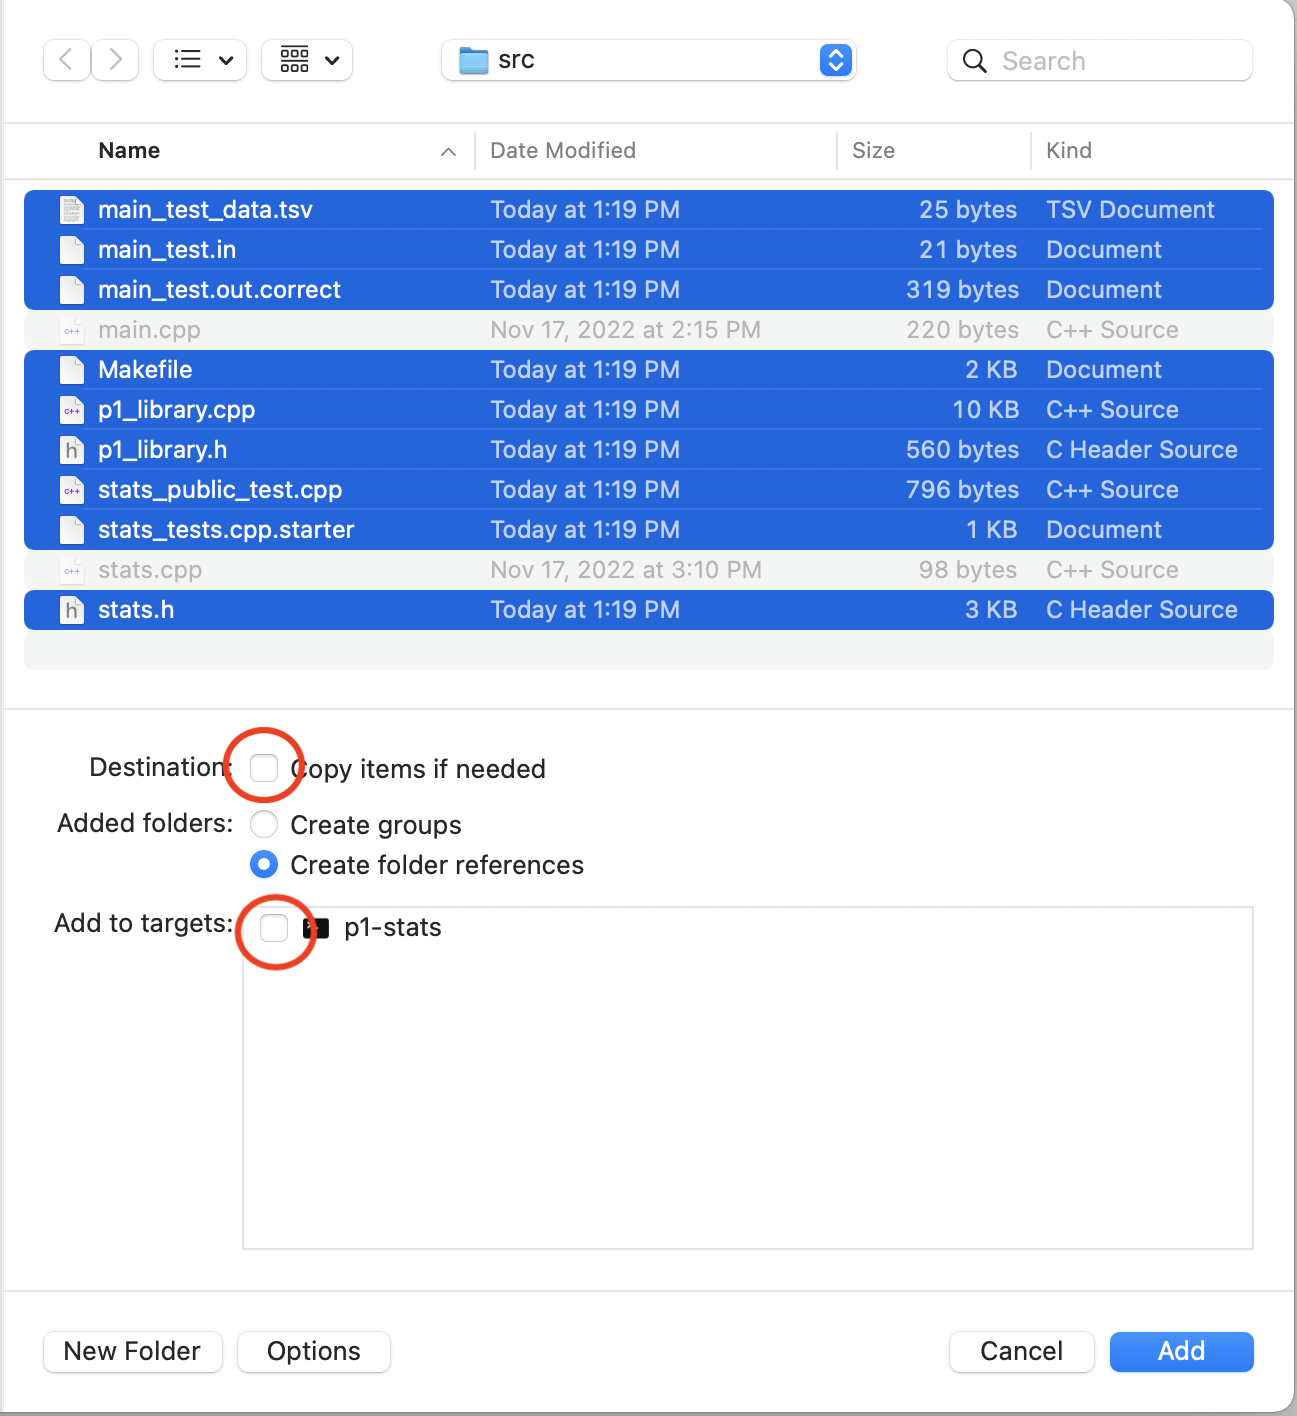 src
Search
Name Date Modified Size Kind
main_test_data.tsv Today at 1:19 PM 25 bytes TSV Document
main_test.in Today at 1:19 PM 21 bytes Document
main_test.out.correct Today at 1:19 PM 319 bytes Document
main.cpp Nov 17, 2022 at 2:15 PM 220 bytes C++ Source
Makefile Today at 1:19 PM 2 KB Document
p1_library.cpp Today at 1:19 PM 10 KB C++ Source
p1_library.h Today at 1:19 PM 560 bytes C Header Source
stats_public_test.cpp Today at 1:19 PM 796 bytes C++ Source
stats_tests.cpp.starter Today at 1:19 PM 1 KB Document
stats.cpp Nov 17, 2022 at 3:10 PM 98 bytes C++ Source
stats.h Today at 1:19 PM 3 KB C Header Source
Destination: Copy items if needed
Added folders: Create groups
Create folder references
Add to targets: p1-stats
New Folder Options Cancel Add